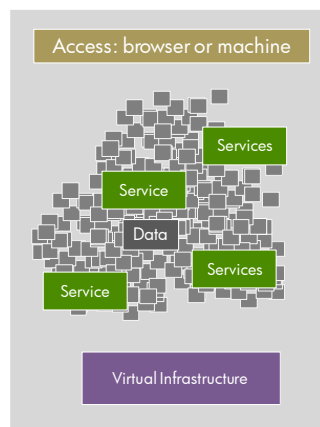 Access: browser or machine
Services
Service
Data
Services
Service
Virtual Infrastructure